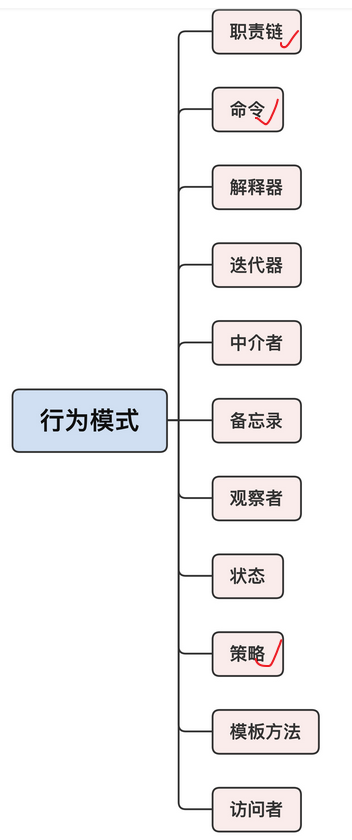 职责链
命令
解释器
迭代器
中介者
行为模式
备忘录
观察者
状态
策略
模板方法
访问者